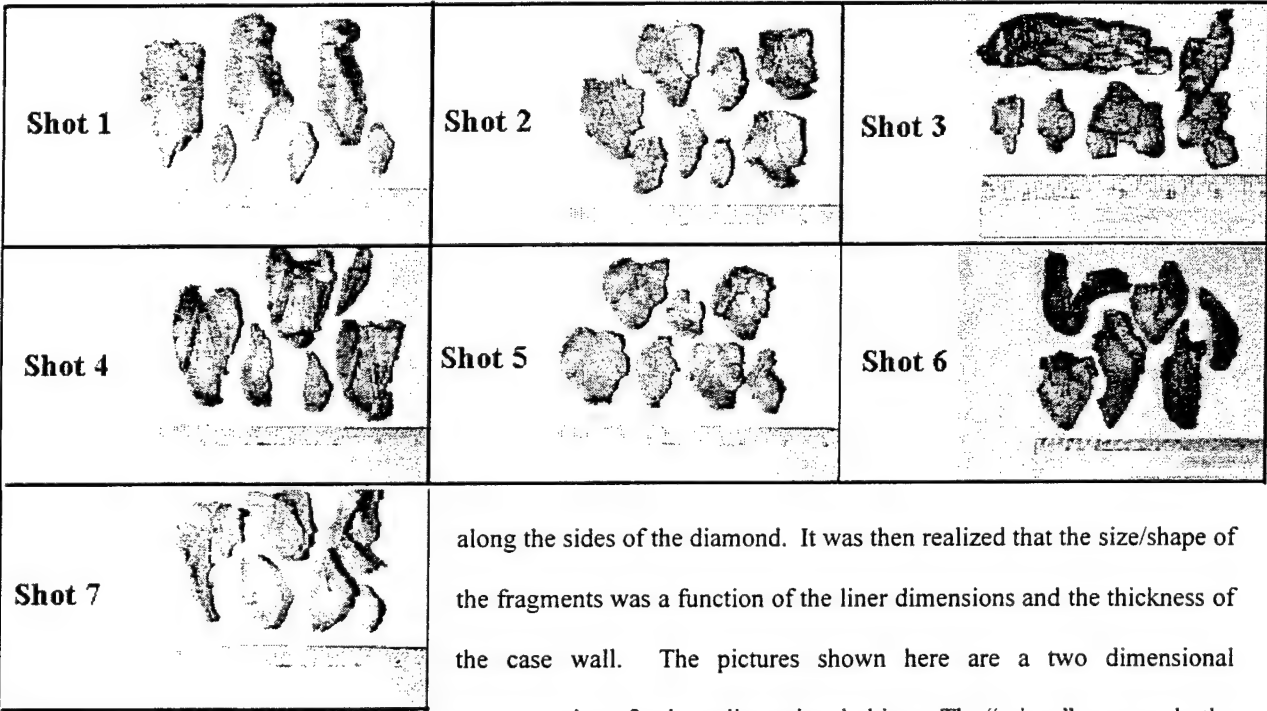 Shot 1
Shot 2
Shot 3
Shot 4
Shot 5
Shot 6
Shot 7
along the sides of the diamond. It was then realized that the size/shape of
the fragments was a function of the liner dimensions and the thickness of
the case wall. The pictures shown here are a two dimensional